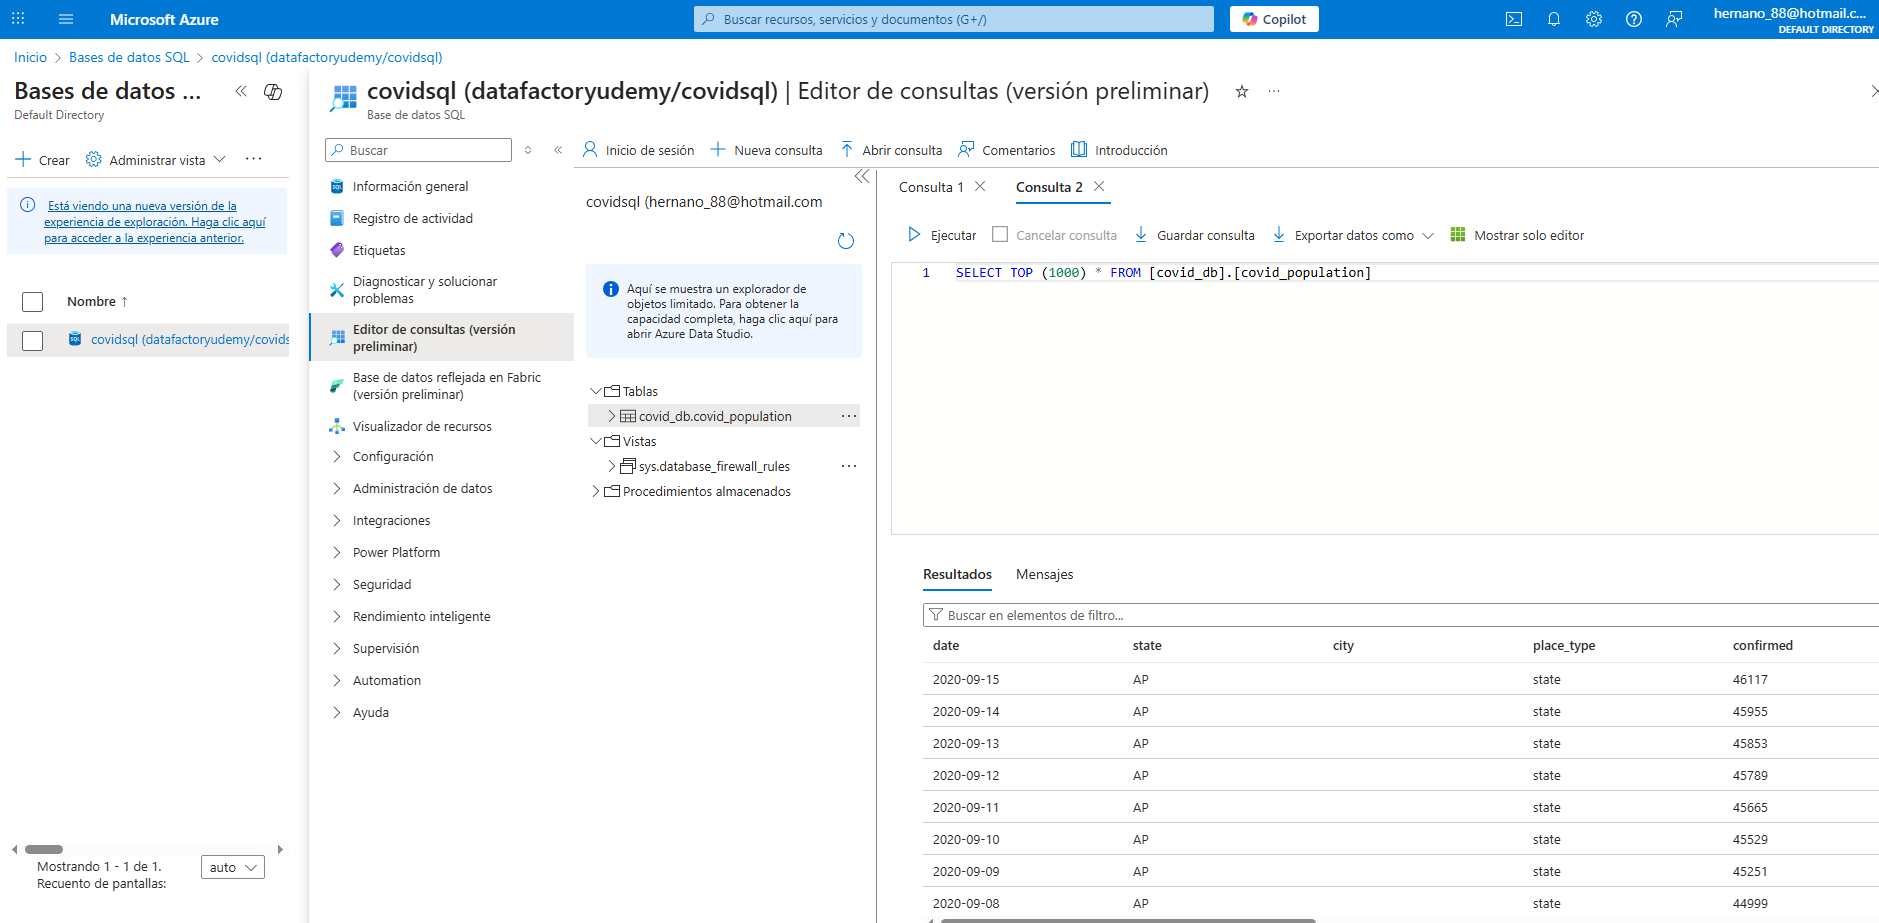 Microsoft Azure
Buscar recursos, servicios y documentos (G+/)
Copilot
hernano_88@hotmail.c...
DEFAULT DIRECTORY
Inicio > Bases de datos SQL > covidsql (datafactoryudemy/covidsql)
Bases de datos ...
Default Directory
Crear
Administrar vista
Está viendo una nueva versión de la
experiencia de exploración. Haga clic aquí
para acceder a la experiencia anterior.
Nombre ↑
covidsql (datafactoryudemy/covids
Mostrando 1 - 1 de 1.
Recuento de pantallas:
auto
covidsql (datafactoryudemy/covidsql) | Editor de consultas (versión preliminar)
Base de datos SQL
Buscar
Información general
Registro de actividad
Etiquetas
Diagnosticar y solucionar
problemas
Editor de consultas (versión
preliminar)
Base de datos reflejada en Fabric
(versión preliminar)
Visualizador de recursos
Configuración
Administración de datos
Integraciones
Power Platform
Seguridad
Rendimiento inteligente
Supervisión
Automation
Ayuda
Inicio de sesión
Nueva consulta
Abrir consulta
Comentarios
Introducción
covidsql (hernano_88@hotmail.com
Aquí se muestra un explorador de
objetos limitado. Para obtener la
capacidad completa, haga clic aquí para
abrir Azure Data Studio.
Tablas
covid_db.covid_population
Vistas
sys.database_firewall_rules
Procedimientos almacenados
Consulta 1
Consulta 2
Ejecutar
Cancelar consulta
Guardar consulta
Exportar datos como
Mostrar solo editor
1 SELECT TOP (1000) * FROM [covid_db].[covid_population]
Resultados
Mensajes
Buscar en elementos de filtro...
date state city place_type confirmed
2020-09-15 AP state 46117
2020-09-14 AP state 45955
2020-09-13 AP state 45853
2020-09-12 AP state 45789
2020-09-11 AP state 45665
2020-09-10 AP state 45529
2020-09-09 AP state 45251
2020-09-08 AP state 44999